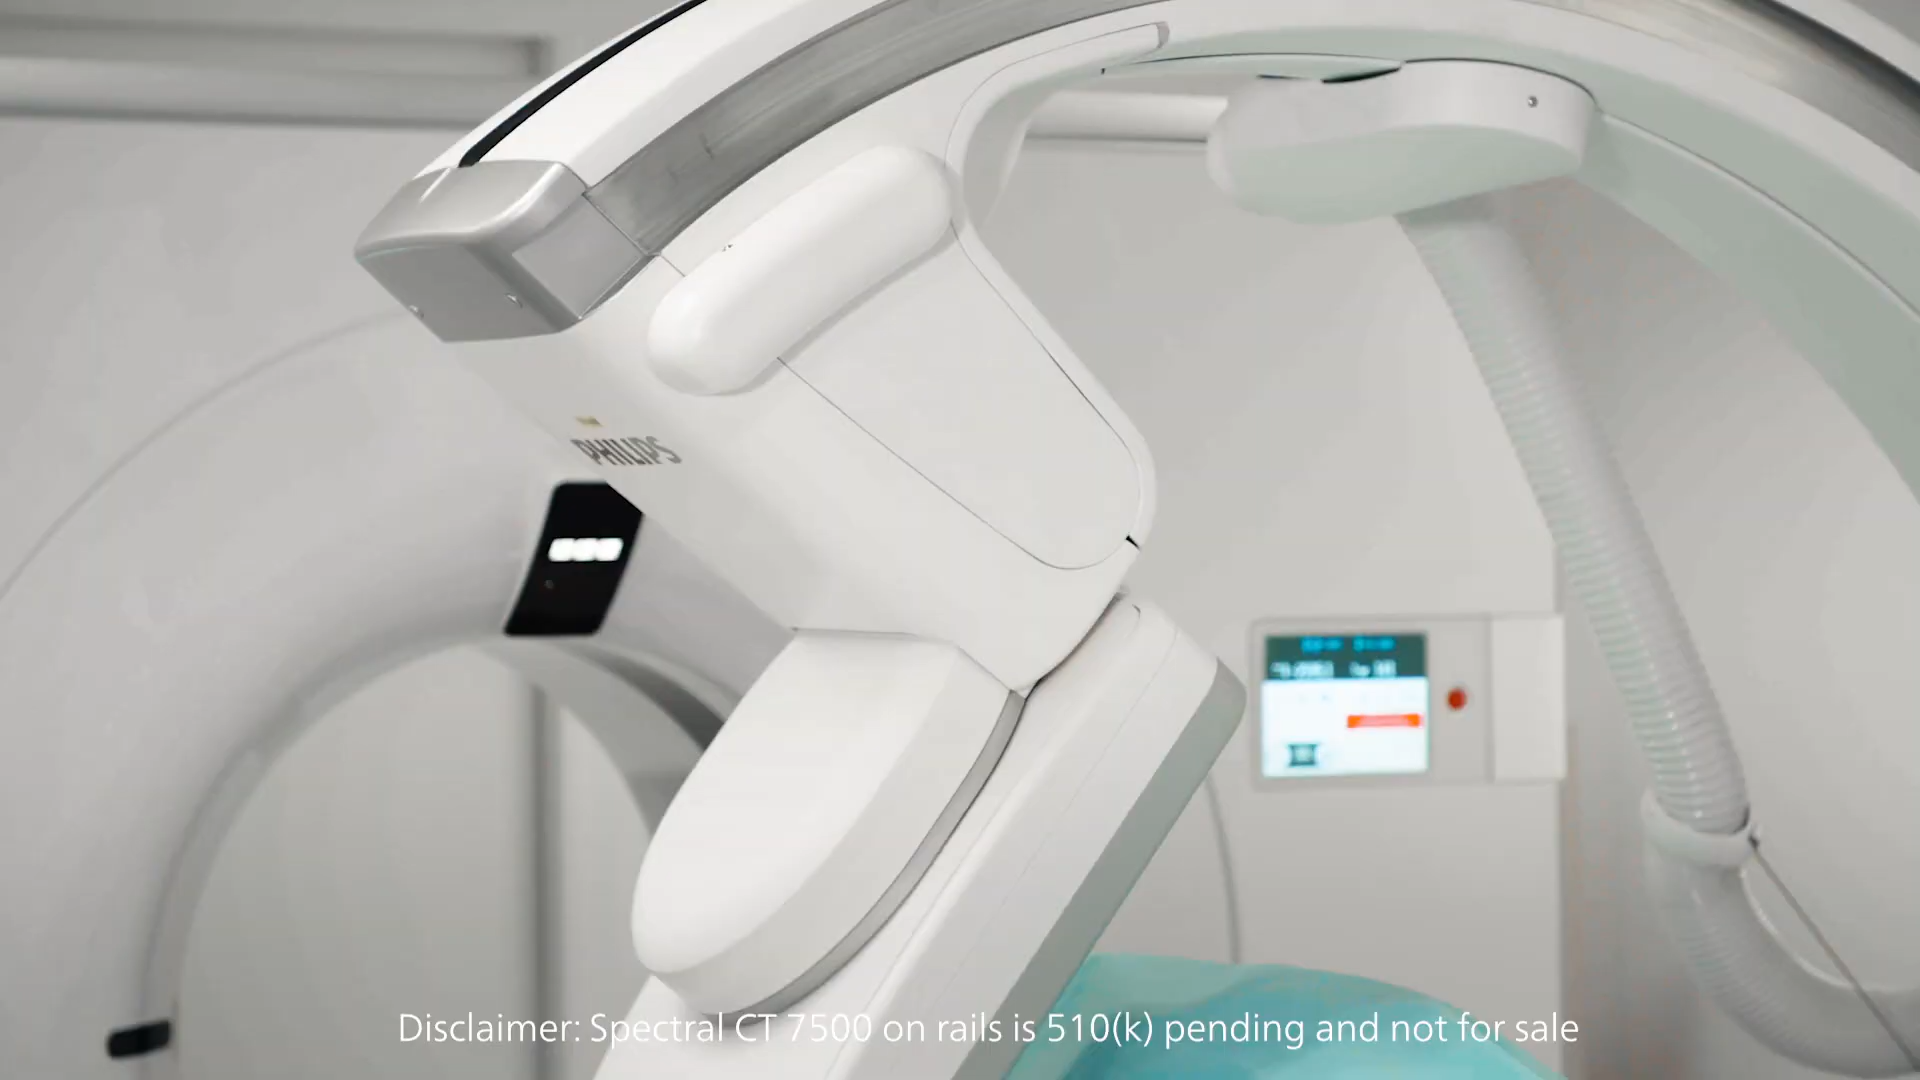 PHILIPS
Disclaimer: Spectral CT 7500 on rails is 510(k) pending and not for sale